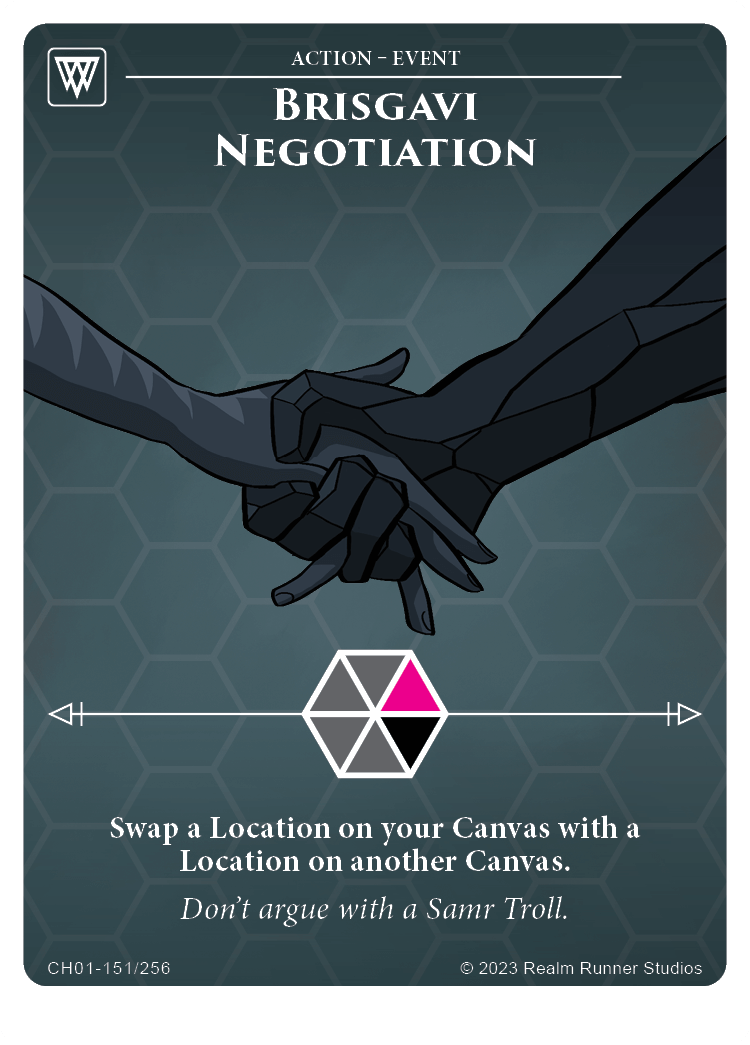 ACTION – EVENT
Brisgavi
Negotiation
Swap a Location on your Canvas with a
Location on another Canvas.
Don’t argue with a Samr Troll.
CH01-151/256
© 2023 Realm Runner Studios